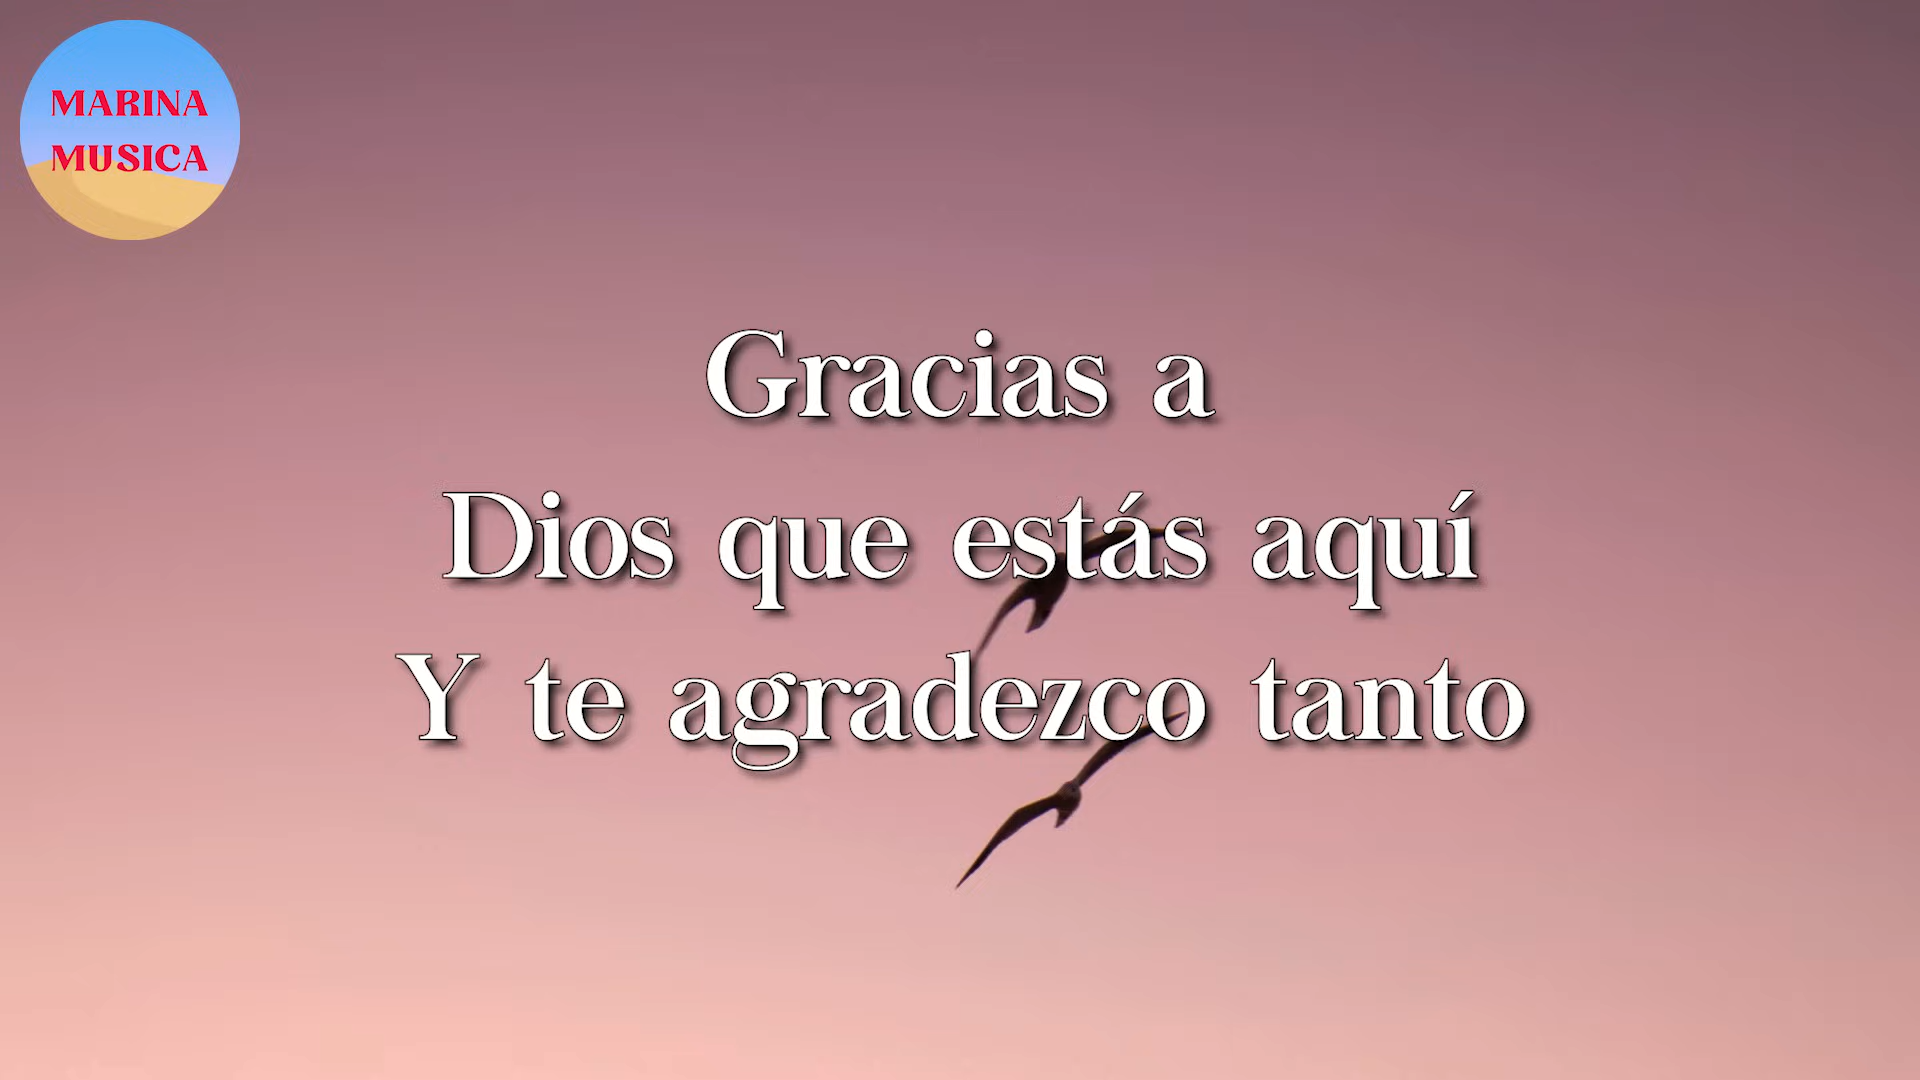 MARINA
MUSICA
Gracias a
Dios que estás aquí
Y te agradezco tanto